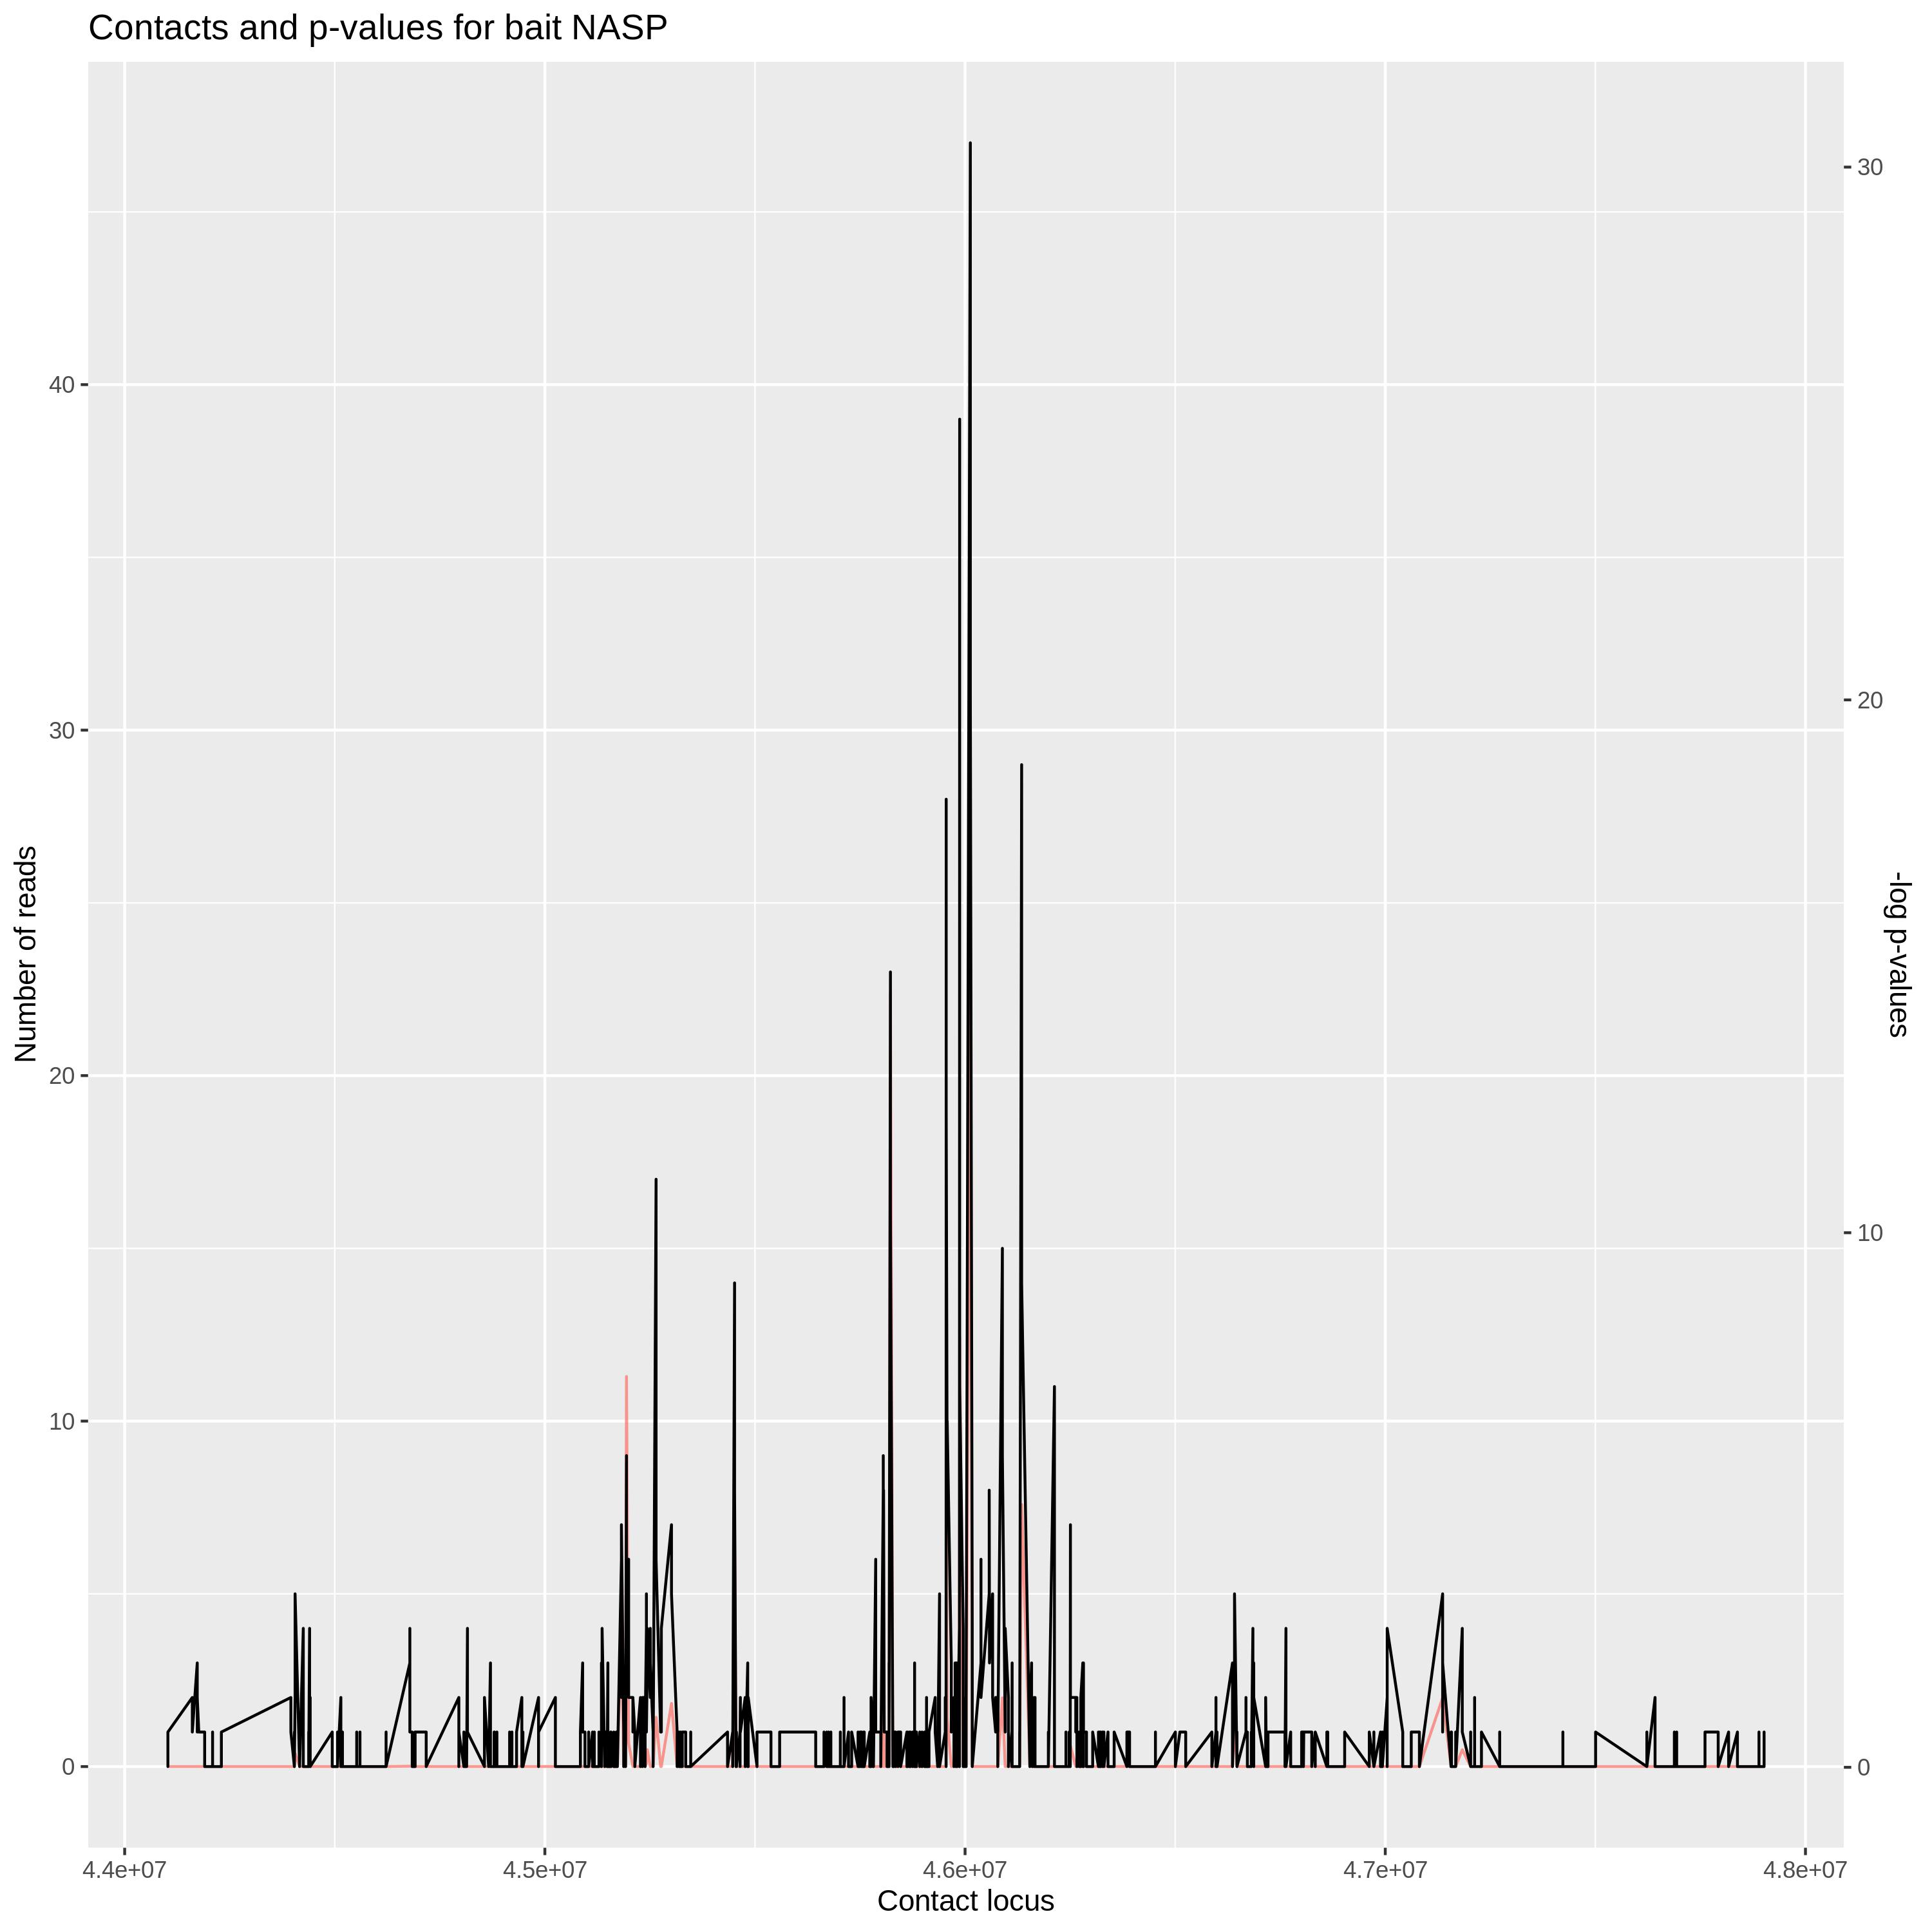 Contacts and p-values for bait NASP
Number of reads
40
30
20
10
0
30
20
10
0
-log p-values
4.4e+07
4.5e+07
4.6e+07
4.7e+07
4.8e+07
Contact locus